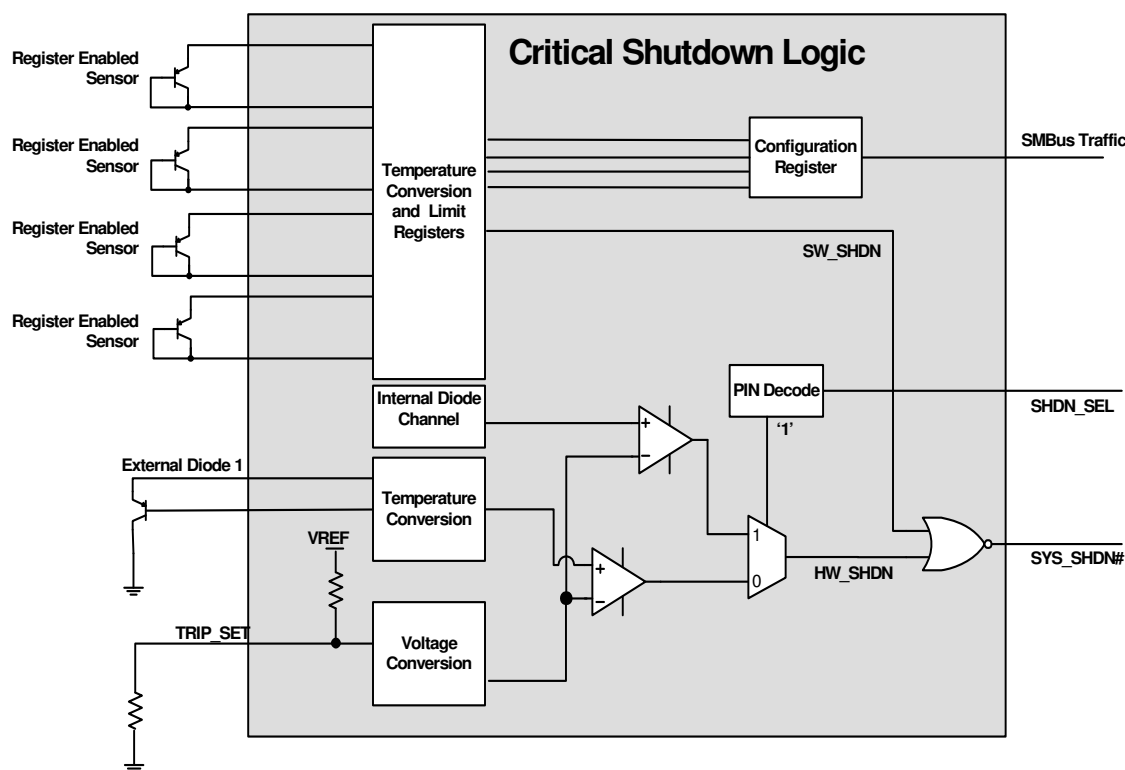 Critical Shutdown Logic
Register Enabled
Sensor
Register Enabled
Sensor
Register Enabled
Sensor
Register Enabled
Sensor
Temperature
Conversion
and Limit
Registers
Configuration
Register
SMBus Traffic
SW_SHDN
Internal Diode
Channel
PIN Decode
SHDN_SEL
'1'
+
−
External Diode 1
Temperature
Conversion
VREF
+
−
1
0
HW_SHDN
SYS_SHDN#
TRIP_SET
Voltage
Conversion